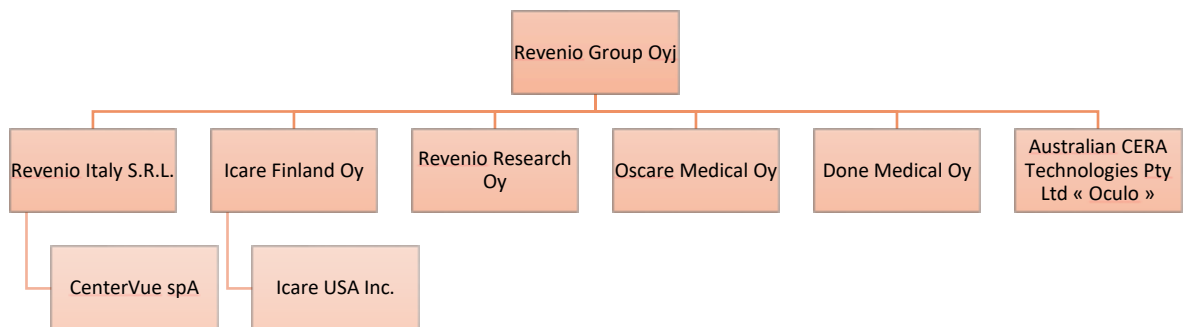 Revenio Group Oyj
Revenio Italy S.R.L.
Icare Finland Oy
Revenio Research
Oy
Oscare Medical Oy
Done Medical Oy
Australian CERA
Technologies Pty
Ltd « Oculo »
CenterVue spA
Icare USA Inc.